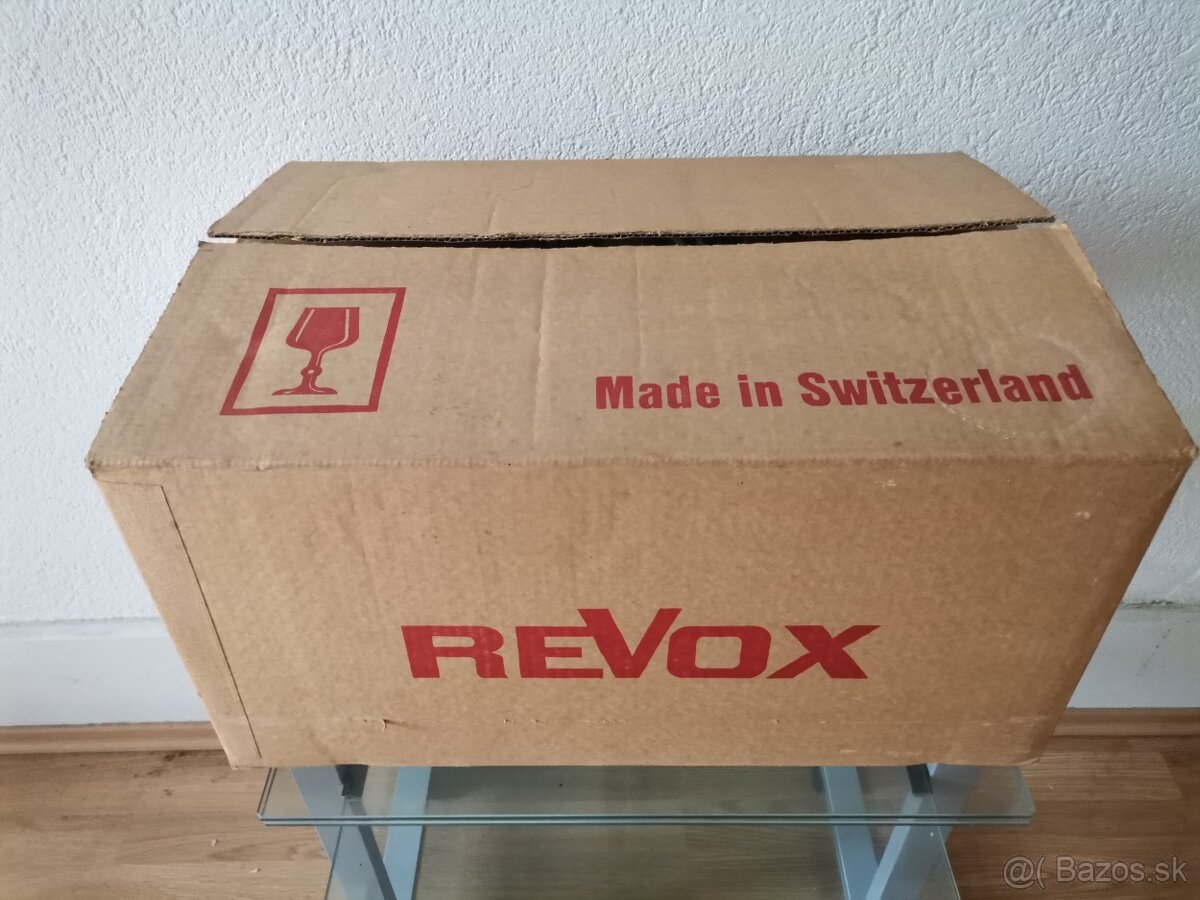 Made in Switzerland
REVOX
@( Bazos.sk